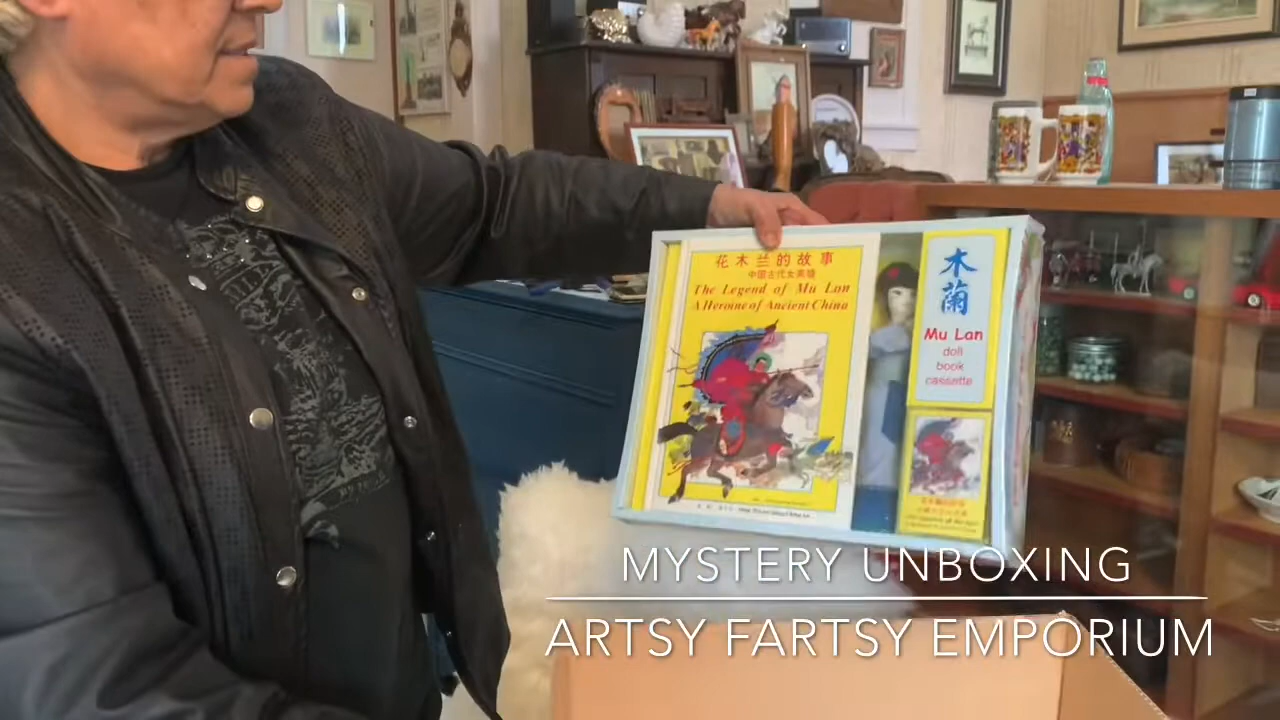 花木兰的故事
中国古代女英雄
The Legend of Mu Lan
A Heroine of Ancient China
木
蘭
Mu Lan
doll
book
cassette
MYSTERY UNBOXING
ARTSY FARTSY EMPORIUM